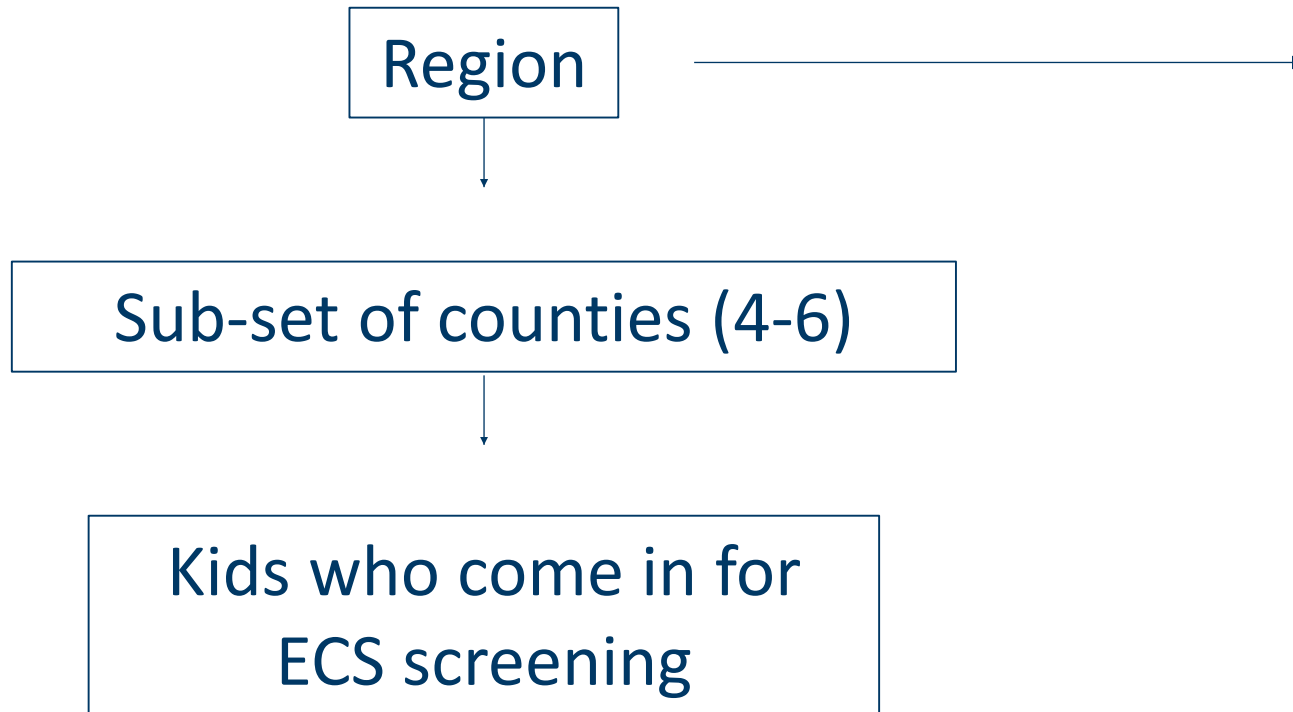 Region
Sub-set of counties (4-6)
Kids who come in for
ECS screening